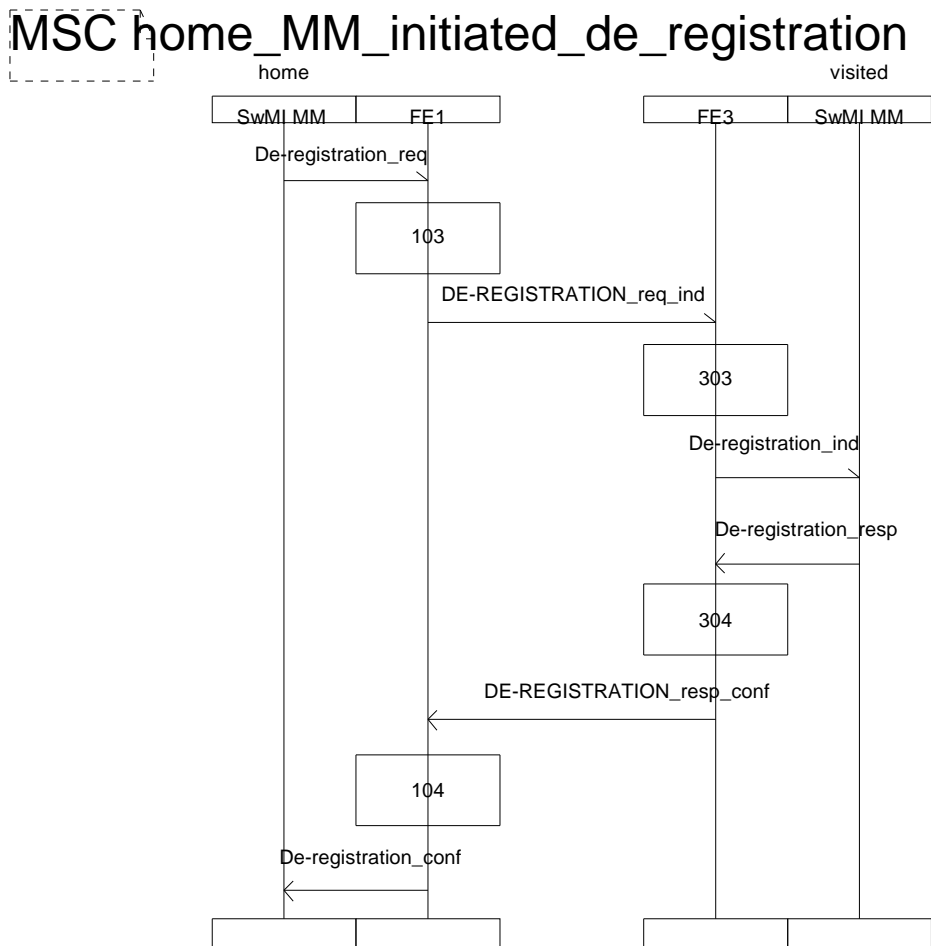 MSC home_MM_initiated_de_registration
home visited
SwMI MM FE1 FE3 SwMI MM
De-registration_req
103
DE-REGISTRATION_req_ind
303
De-registration_ind
De-registration_resp
304
DE-REGISTRATION_resp_conf
104
De-registration_conf